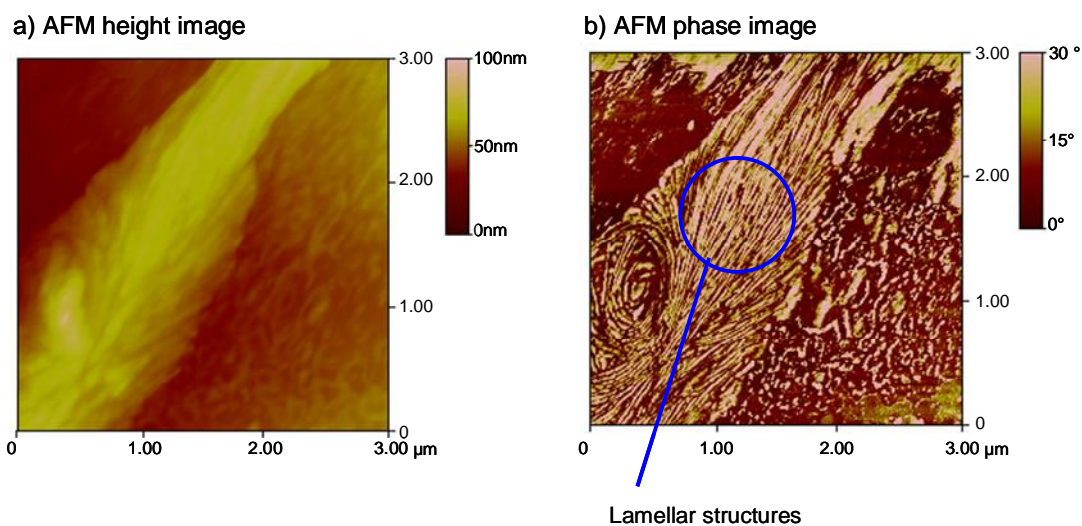 a) AFM height image
3.00
100nm
50nm
2.00
0nm
1.00
0
0 1.00 2.00 3.00 µm
b) AFM phase image
3.00
30 °
15°
2.00
0°
1.00
0
0 1.00 2.00 3.00 µm
Lamellar structures